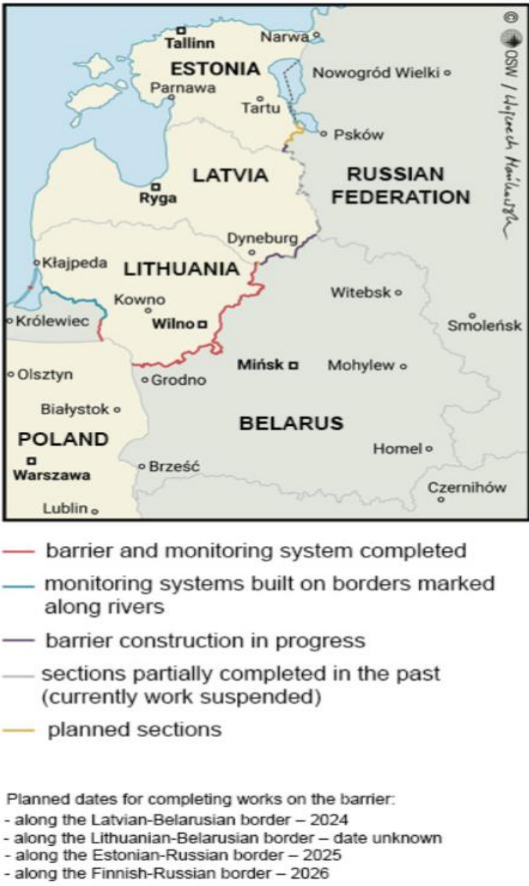 © OSW / Wojciech Mańkowski
Tallinn
Narwa
ESTONIA
Nowogród Wielki
Parnawa
Tartu
Psków
LATVIA
RUSSIAN
FEDERATION
Ryga
Dyneburg
Kłajpeda
LITHUANIA
Kowno
Witebsk
Królewiec
Wilno
Smoleńsk
Olsztyn
Grodno
Mińsk
Mohylew
Białystok
BELARUS
POLAND
Homel
Warszawa
Brześć
Czernihów
Lublin
barrier and monitoring system completed
monitoring systems built on borders marked
along rivers
barrier construction in progress
sections partially completed in the past
(currently work suspended)
planned sections
Planned dates for completing works on the barrier:
- along the Latvian-Belarusian border – 2024
- along the Lithuanian-Belarusian border – date unknown
- along the Estonian-Russian border – 2025
- along the Finnish-Russian border – 2026